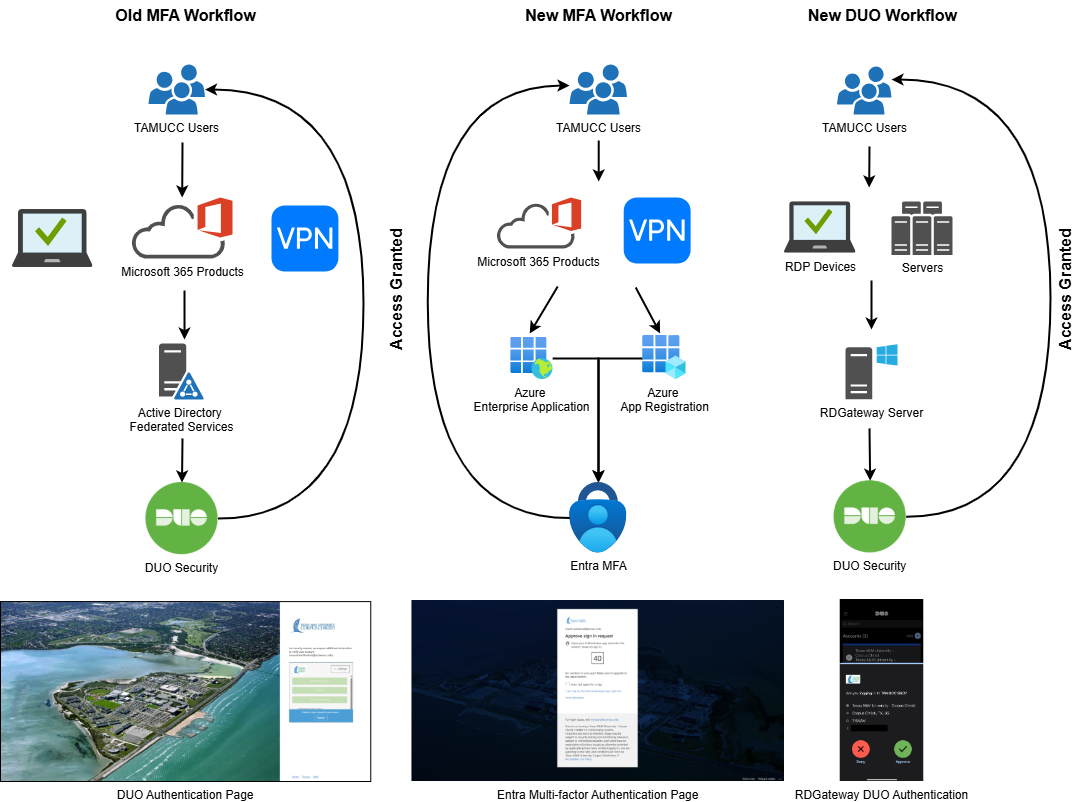 Old MFA Workflow
New MFA Workflow
New DUO Workflow
TAMUCC Users
TAMUCC Users
TAMUCC Users
Microsoft 365 Products
VPN
Microsoft 365 Products
VPN
RDP Devices
Servers
Access Granted
Access Granted
Active Directory
Federated Services
Azure
Enterprise Application
Azure
App Registration
RDGateway Server
DUO
DUO Security
Entra MFA
DUO
DUO Security
Approve sign in request
40
DUO
Accounts (3)
Deny
Approve
DUO Authentication Page
Entra Multi-factor Authentication Page
RDGateway DUO Authentication